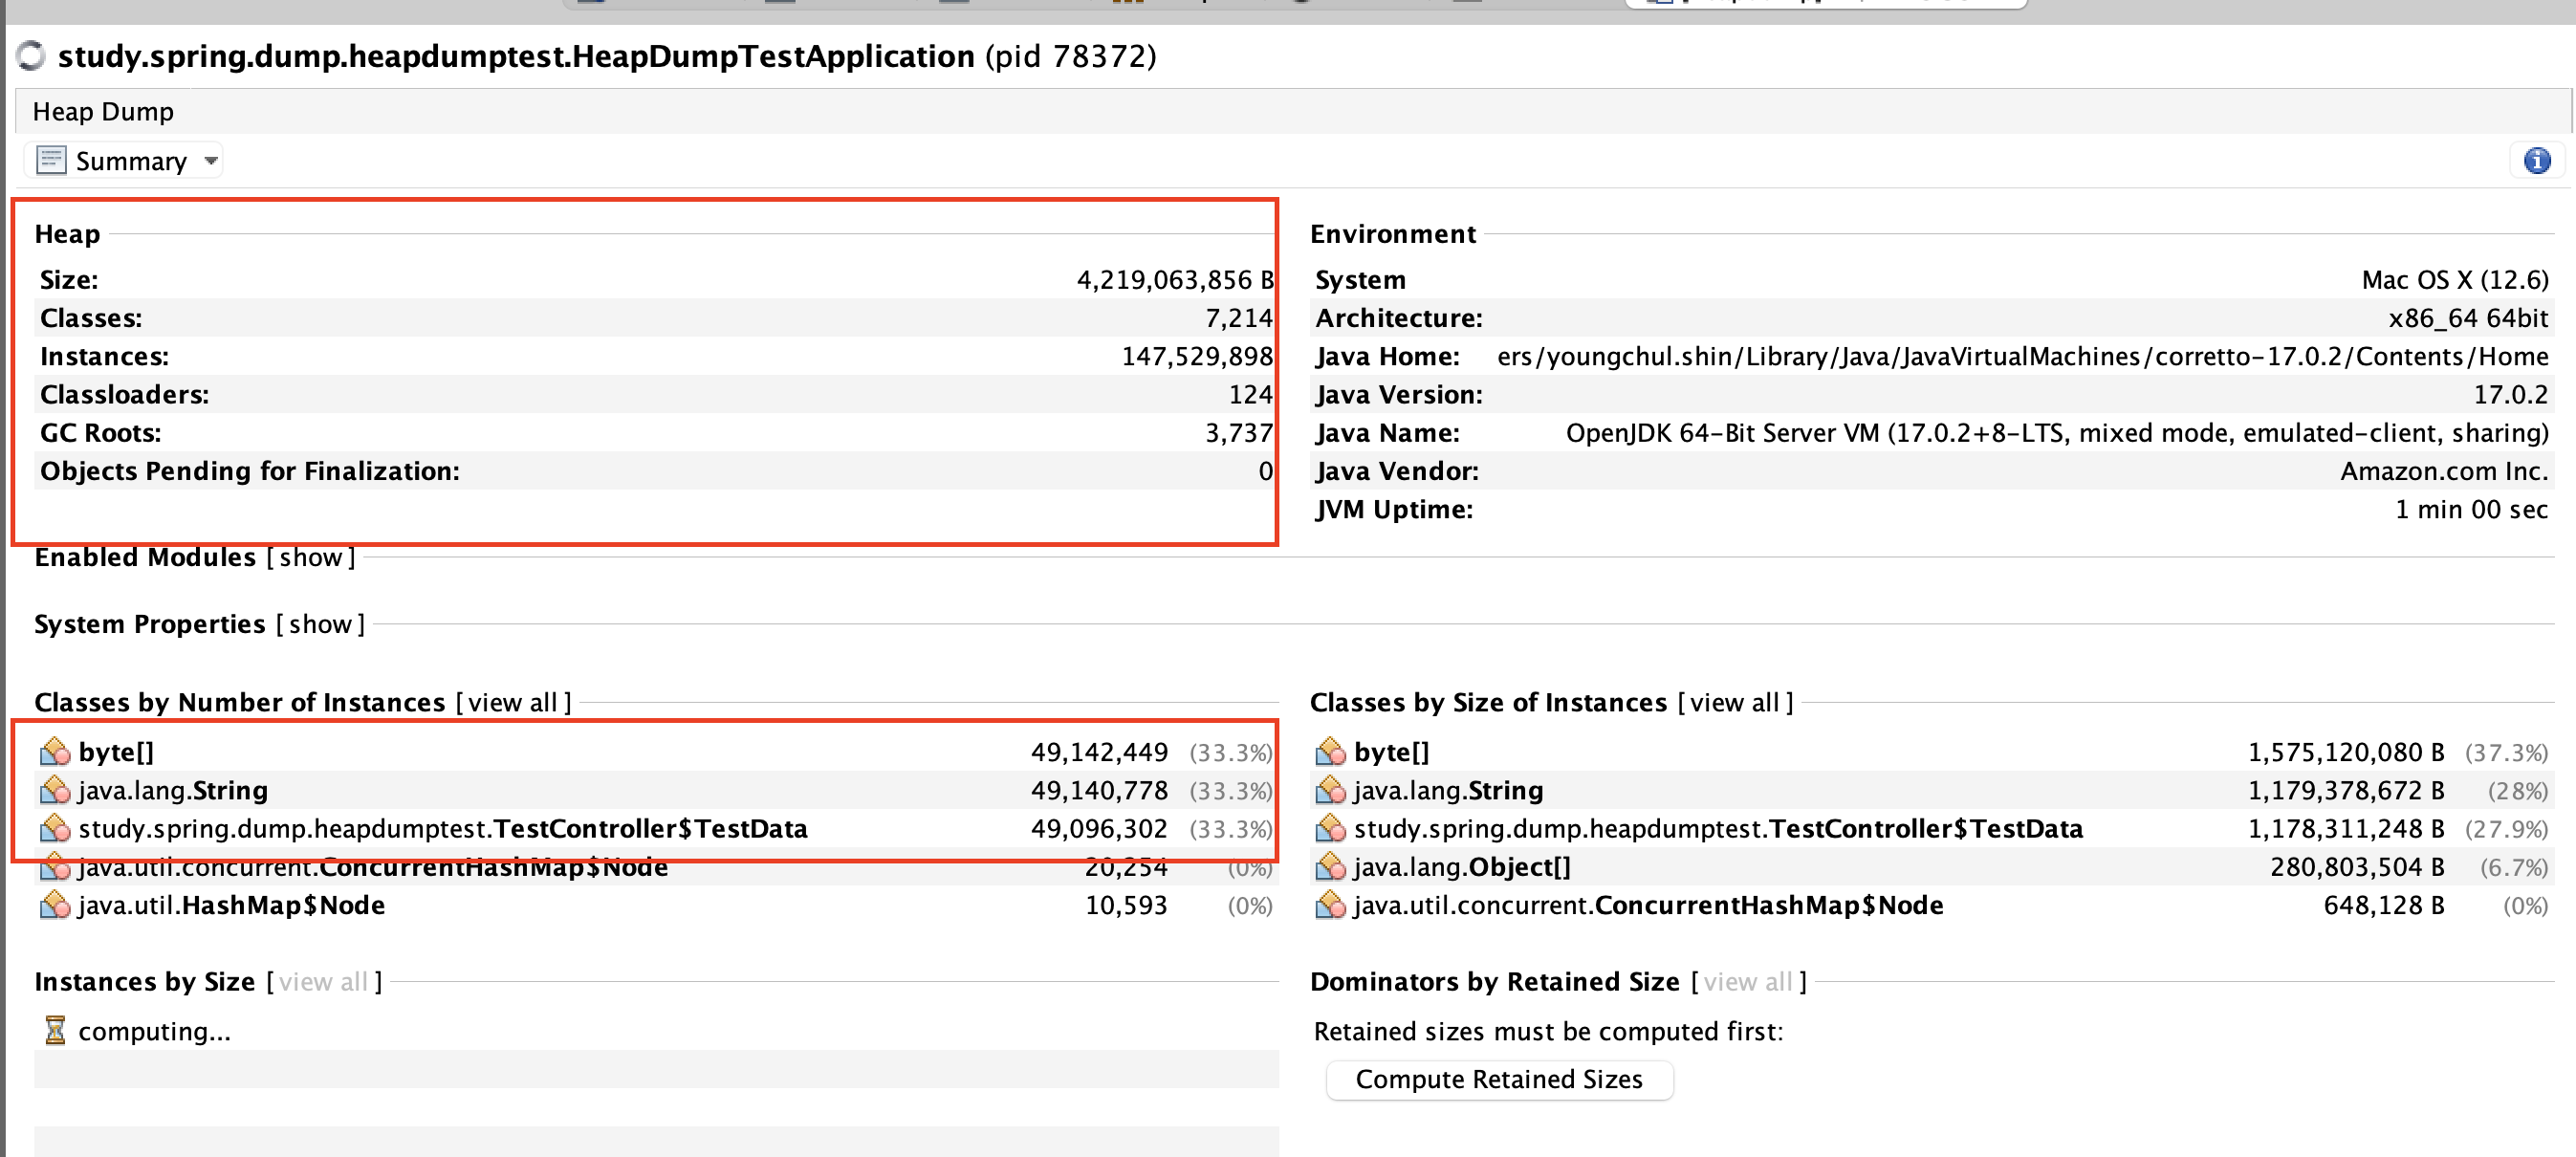 study.spring.dump.heapdumptest.HeapDumpTestApplication (pid 78372)
Heap Dump
Summary
Heap
Size: 4,219,063,856 B
Classes: 7,214
Instances: 147,529,898
Classloaders: 124
GC Roots: 3,737
Objects Pending for Finalization: 0
Environment
System Mac OS X (12.6)
Architecture: x86_64 64bit
Java Home: ers/youngchul.shin/Library/Java/JavaVirtualMachines/corretto-17.0.2/Contents/Home
Java Version: 17.0.2
Java Name: OpenJDK 64-Bit Server VM (17.0.2+8-LTS, mixed mode, emulated-client, sharing)
Java Vendor: Amazon.com Inc.
JVM Uptime: 1 min 00 sec
Enabled Modules [show]
System Properties [show]
Classes by Number of Instances [view all]
byte[] 49,142,449 (33.3%)
java.lang.String 49,140,778 (33.3%)
study.spring.dump.heapdumptest.TestController$TestData 49,096,302 (33.3%)
java.util.concurrent.ConcurrentHashMap$Node 20,254 (0%)
java.util.HashMap$Node 10,593 (0%)
Classes by Size of Instances [view all]
byte[] 1,575,120,080 B (37.3%)
java.lang.String 1,179,378,672 B (28%)
study.spring.dump.heapdumptest.TestController$TestData 1,178,311,248 B (27.9%)
java.lang.Object[] 280,803,504 B (6.7%)
java.util.concurrent.ConcurrentHashMap$Node 648,128 B (0%)
Instances by Size [view all]
computing...
Dominators by Retained Size [view all]
Retained sizes must be computed first:
Compute Retained Sizes